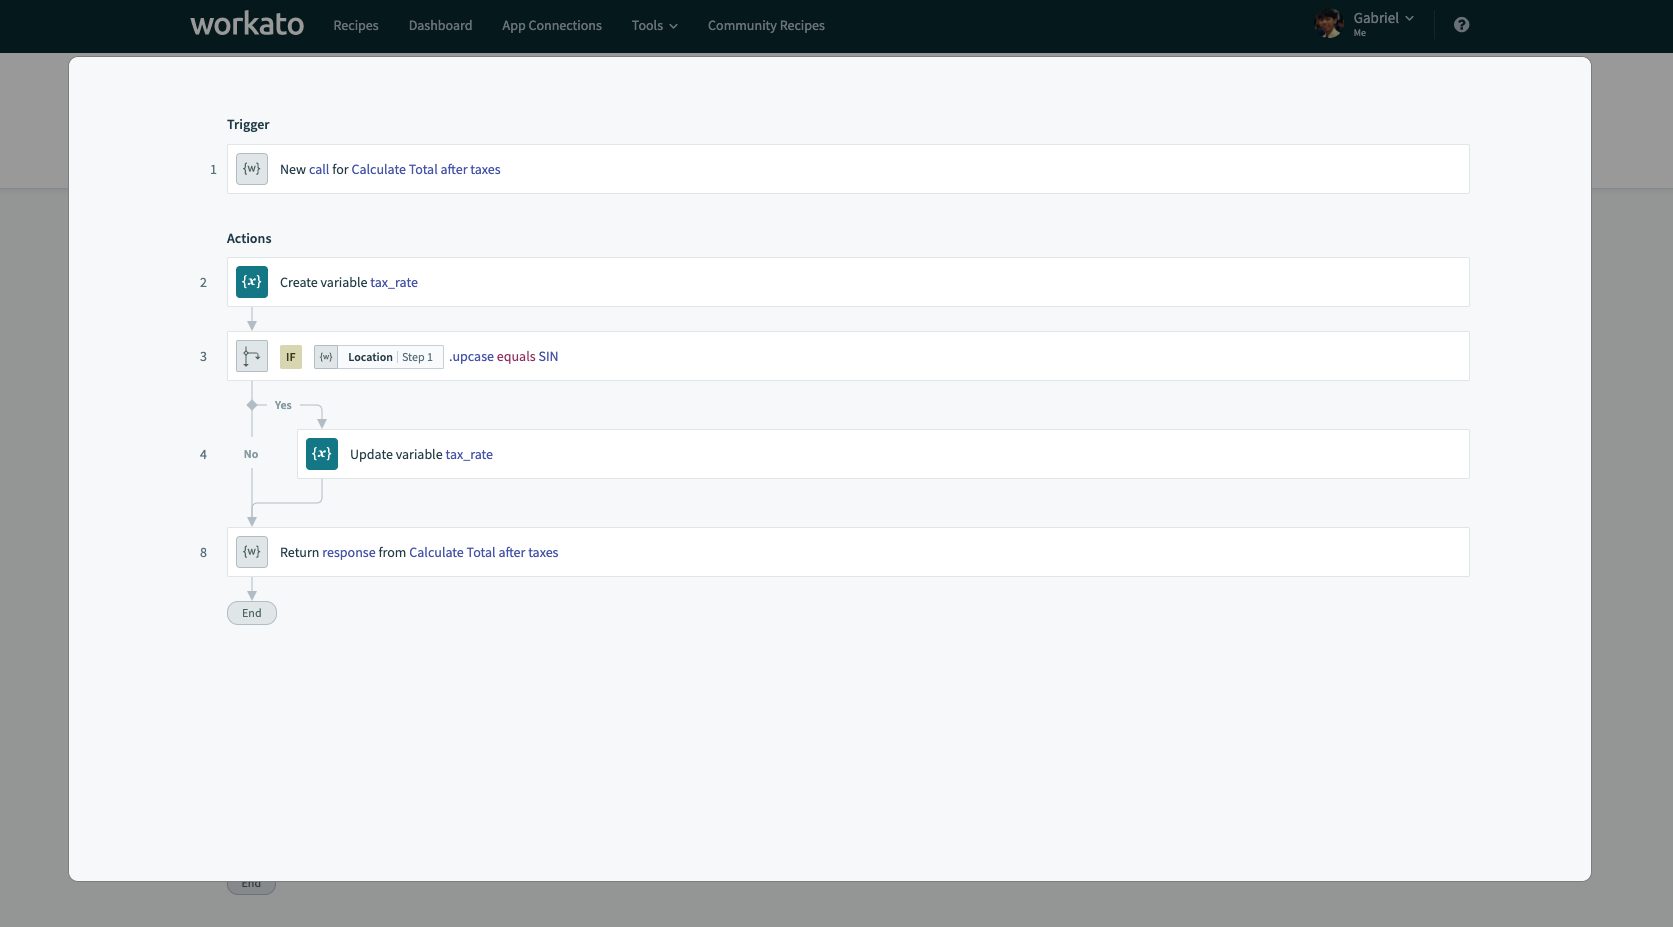 workato Recipes Dashboard App Connections Tools Community Recipes Gabriel ?
Me
Trigger
1 {w} New call for Calculate Total after taxes
Actions
2 {x} Create variable tax_rate
3 IF {w} Location Step 1 .upcase equals SIN
Yes
4 No {x} Update variable tax_rate
8 {w} Return response from Calculate Total after taxes
End
End